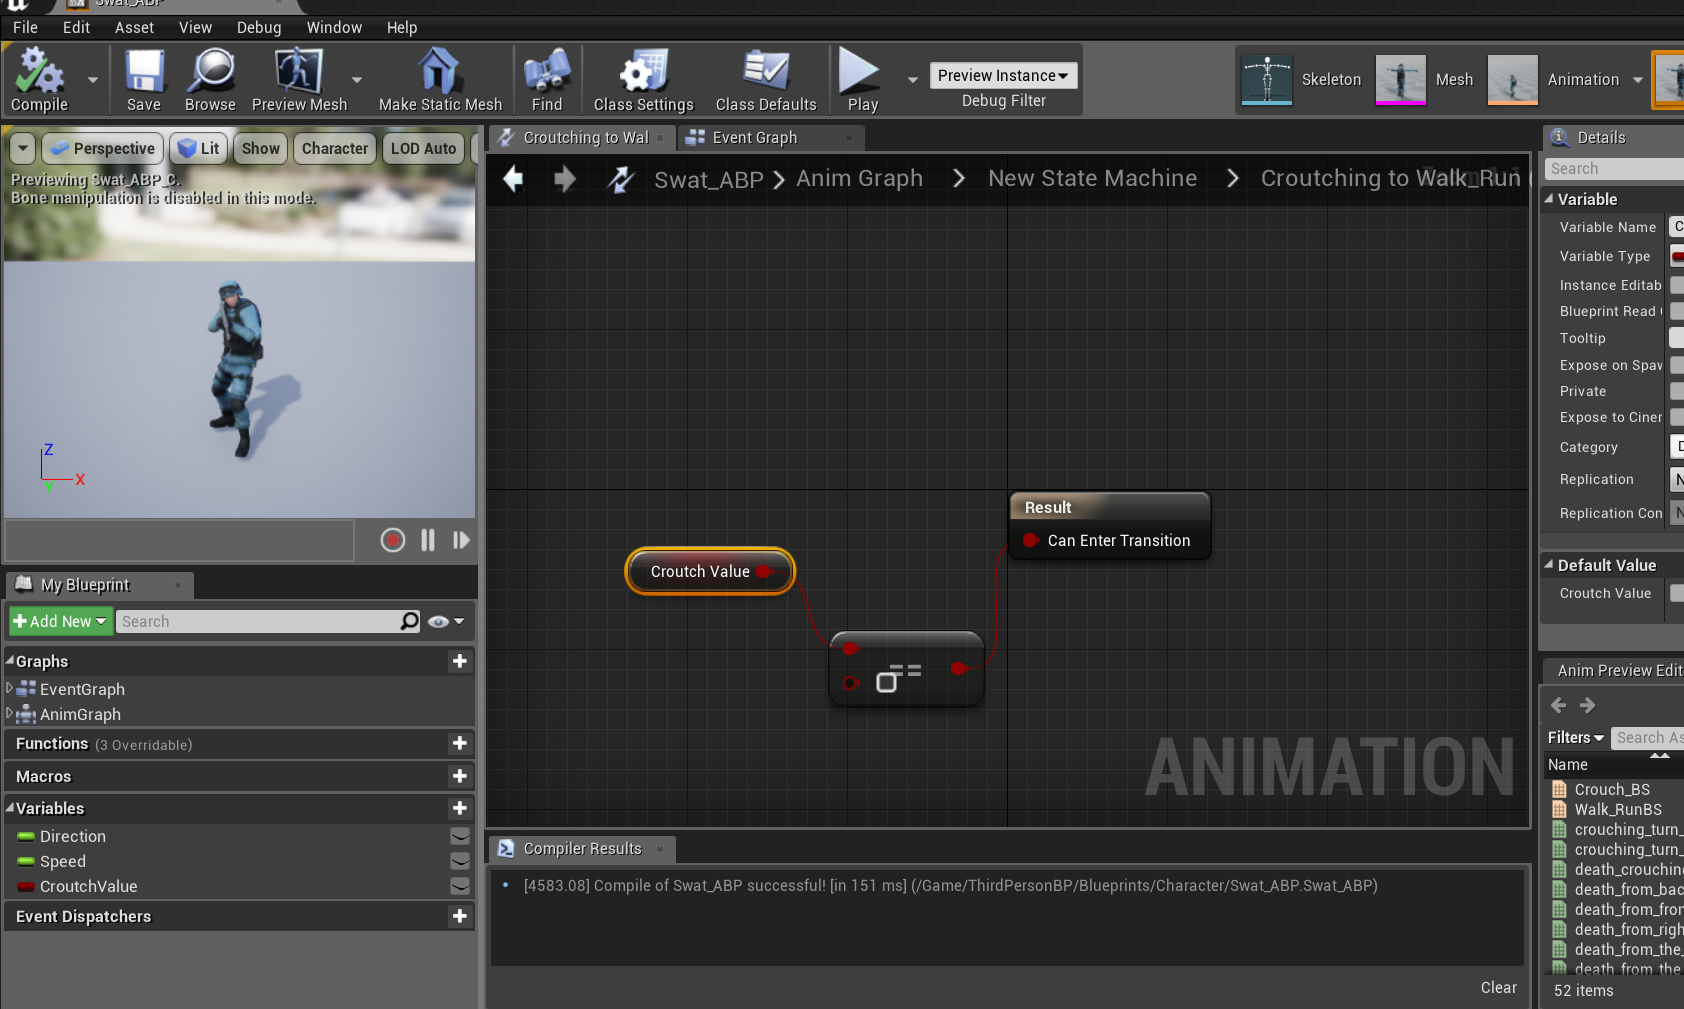 Swat_ABP
File Edit Asset View Window Debug Window Help
Compile Save Browse Preview Mesh Make Static Mesh Find Class Settings Class Defaults Play Preview Instance Debug Filter Skeleton Mesh Animation
Perspective Lit Show Character LOD Auto
Previewing Swat_ABP_C.
Bone manipulation is disabled in this mode.
Z
X
Y
My Blueprint
Add New Search
Graphs
EventGraph
AnimGraph
Functions (3 Overridable)
Macros
Variables
Direction
Speed
CroutchValue
Event Dispatchers
Croutching to Wal Event Graph
Swat_ABP > Anim Graph > New State Machine > Croutching to Walk_Run (
Result
Can Enter Transition
Croutch Value
==
ANIMATION
Compiler Results
[4583.08] Compile of Swat_ABP successful! [in 151 ms] (/Game/ThirdPersonBP/Blueprints/Character/Swat_ABP.Swat_ABP)
Clear
Details
Search
Variable
Variable Name C
Variable Type
Instance Editab
Blueprint Read
Tooltip
Expose on Spaw
Private
Expose to Ciner
Category D
Replication N
Replication Con N
Default Value
Croutch Value
Anim Preview Edit
Filters Search As
Name
Crouch_BS
Walk_RunBS
crouching_turn_
crouching_turn_
death_crouching
death_from_bac
death_from_fron
death_from_righ
death_from_the_
death_from_the
52 items